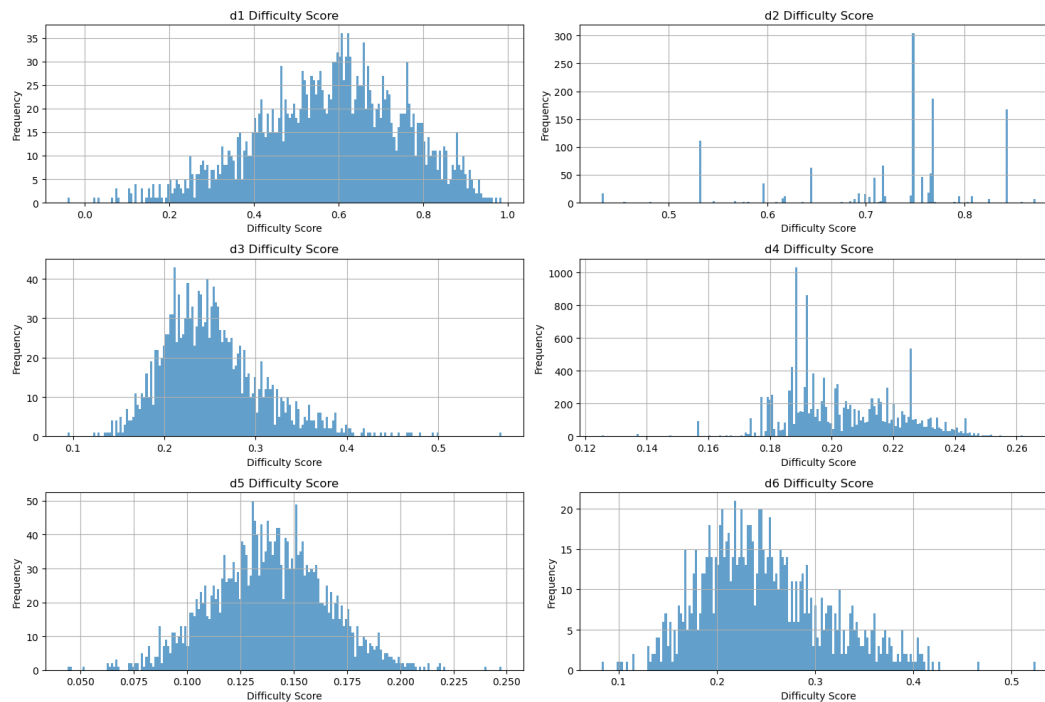 d1 Difficulty Score
35
30
25
20
15
10
5
0
Frequency
0.0 0.2 0.4 0.6 0.8 1.0
Difficulty Score
d2 Difficulty Score
300
250
200
150
100
50
0
Frequency
0.5 0.6 0.7 0.8
Difficulty Score
d3 Difficulty Score
40
30
20
10
0
Frequency
0.1 0.2 0.3 0.4 0.5
Difficulty Score
d4 Difficulty Score
1000
800
600
400
200
0
Frequency
0.12 0.14 0.16 0.18 0.20 0.22 0.24 0.26
Difficulty Score
d5 Difficulty Score
50
40
30
20
10
0
Frequency
0.050 0.075 0.100 0.125 0.150 0.175 0.200 0.225 0.250
Difficulty Score
d6 Difficulty Score
20
15
10
5
0
Frequency
0.1 0.2 0.3 0.4 0.5
Difficulty Score